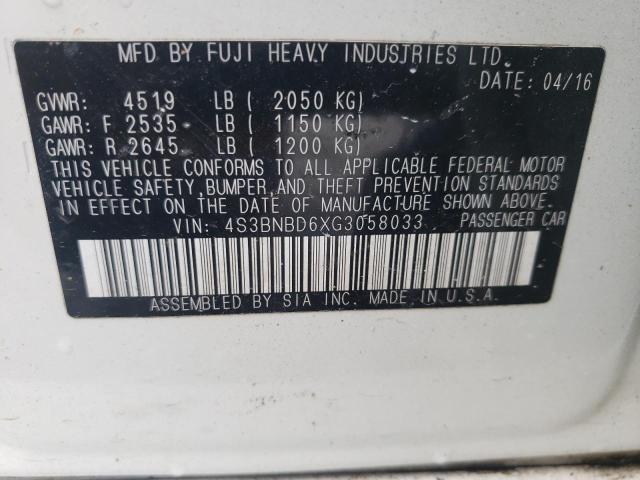 MFD BY FUJI HEAVY INDUSTRIES LTD.
DATE: 04/16
GVWR: 4519 LB ( 2050 KG)
GAWR: F 2535 LB ( 1150 KG)
GAWR: R 2645 LB ( 1200 KG)
THIS VEHICLE CONFORMS TO ALL APPLICABLE FEDERAL MOTOR
VEHICLE SAFETY, BUMPER, AND THEFT PREVENTION STANDARDS
IN EFFECT ON THE DATE OF MANUFACTURE SHOWN ABOVE.
VIN: 4S3BNBD6XG3058033 PASSENGER CAR
ASSEMBLED BY SIA INC. MADE IN U.S.A.